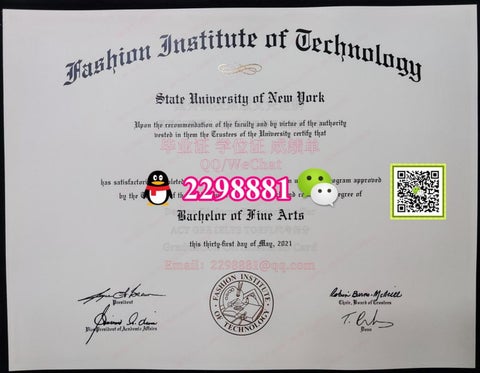 Fashion Institute of Technology
State University of New York
Upon the recommendation of the faculty and by virtue of the authority
vested in them the Trustees of the University certify that
毕业证 学位证 成绩单
QQ/WeChat
has satisfactorily program approved
2298881
by the degree of
Bachelor of Fine Arts
ACT GRE IELTS TOEFL
this thirty-first day of May, 2021
Email: 2298881@qq.com
President
Chair, Board of Trustees
Vice President of Academic Affairs
Dean
FASHION INSTITUTE OF TECHNOLOGY